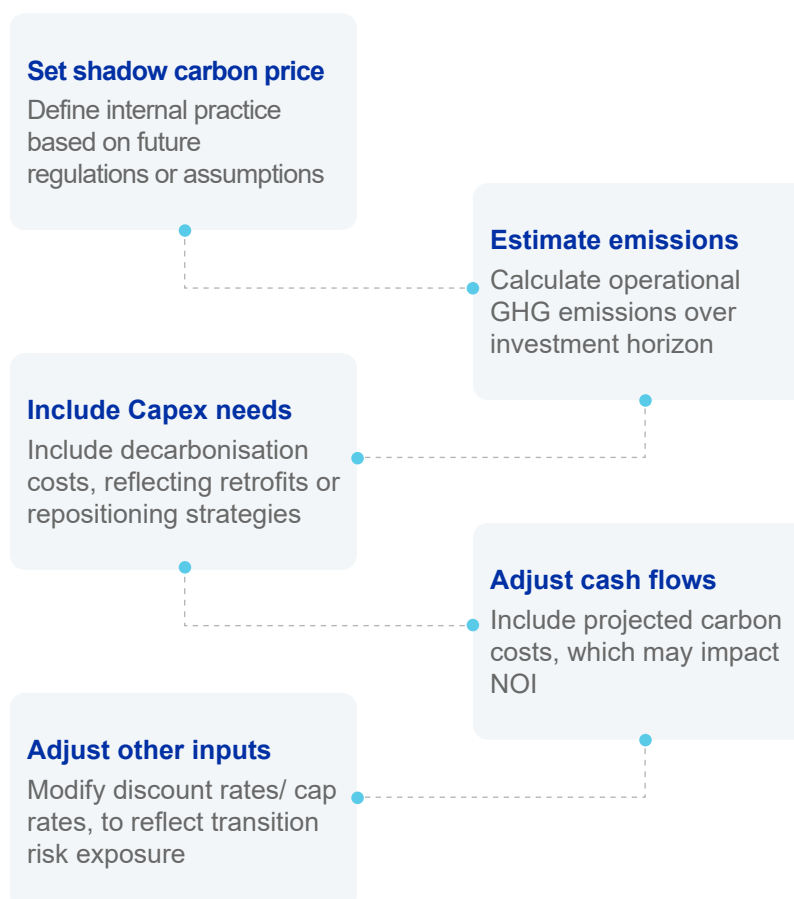 Set shadow carbon price
Define internal practice
based on future
regulations or assumptions
Estimate emissions
Calculate operational
GHG emissions over
investment horizon
Include Capex needs
Include decarbonisation
costs, reflecting retrofits or
repositioning strategies
Adjust cash flows
Include projected carbon
costs, which may impact
NOI
Adjust other inputs
Modify discount rates/ cap
rates, to reflect transition
risk exposure